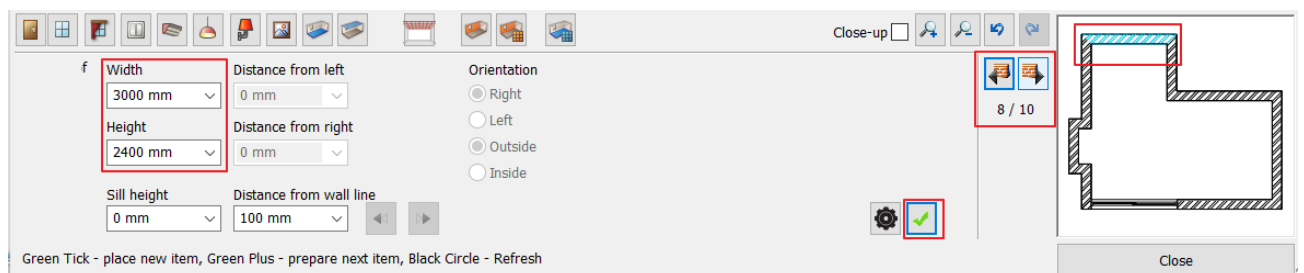 Close-up
f Width Distance from left Orientation
3000 mm 0 mm Right
Left
Height Distance from right
2400 mm 0 mm Outside
Inside
Sill height Distance from wall line
0 mm 100 mm
8 / 10
Green Tick - place new item, Green Plus - prepare next item, Black Circle - Refresh
Close